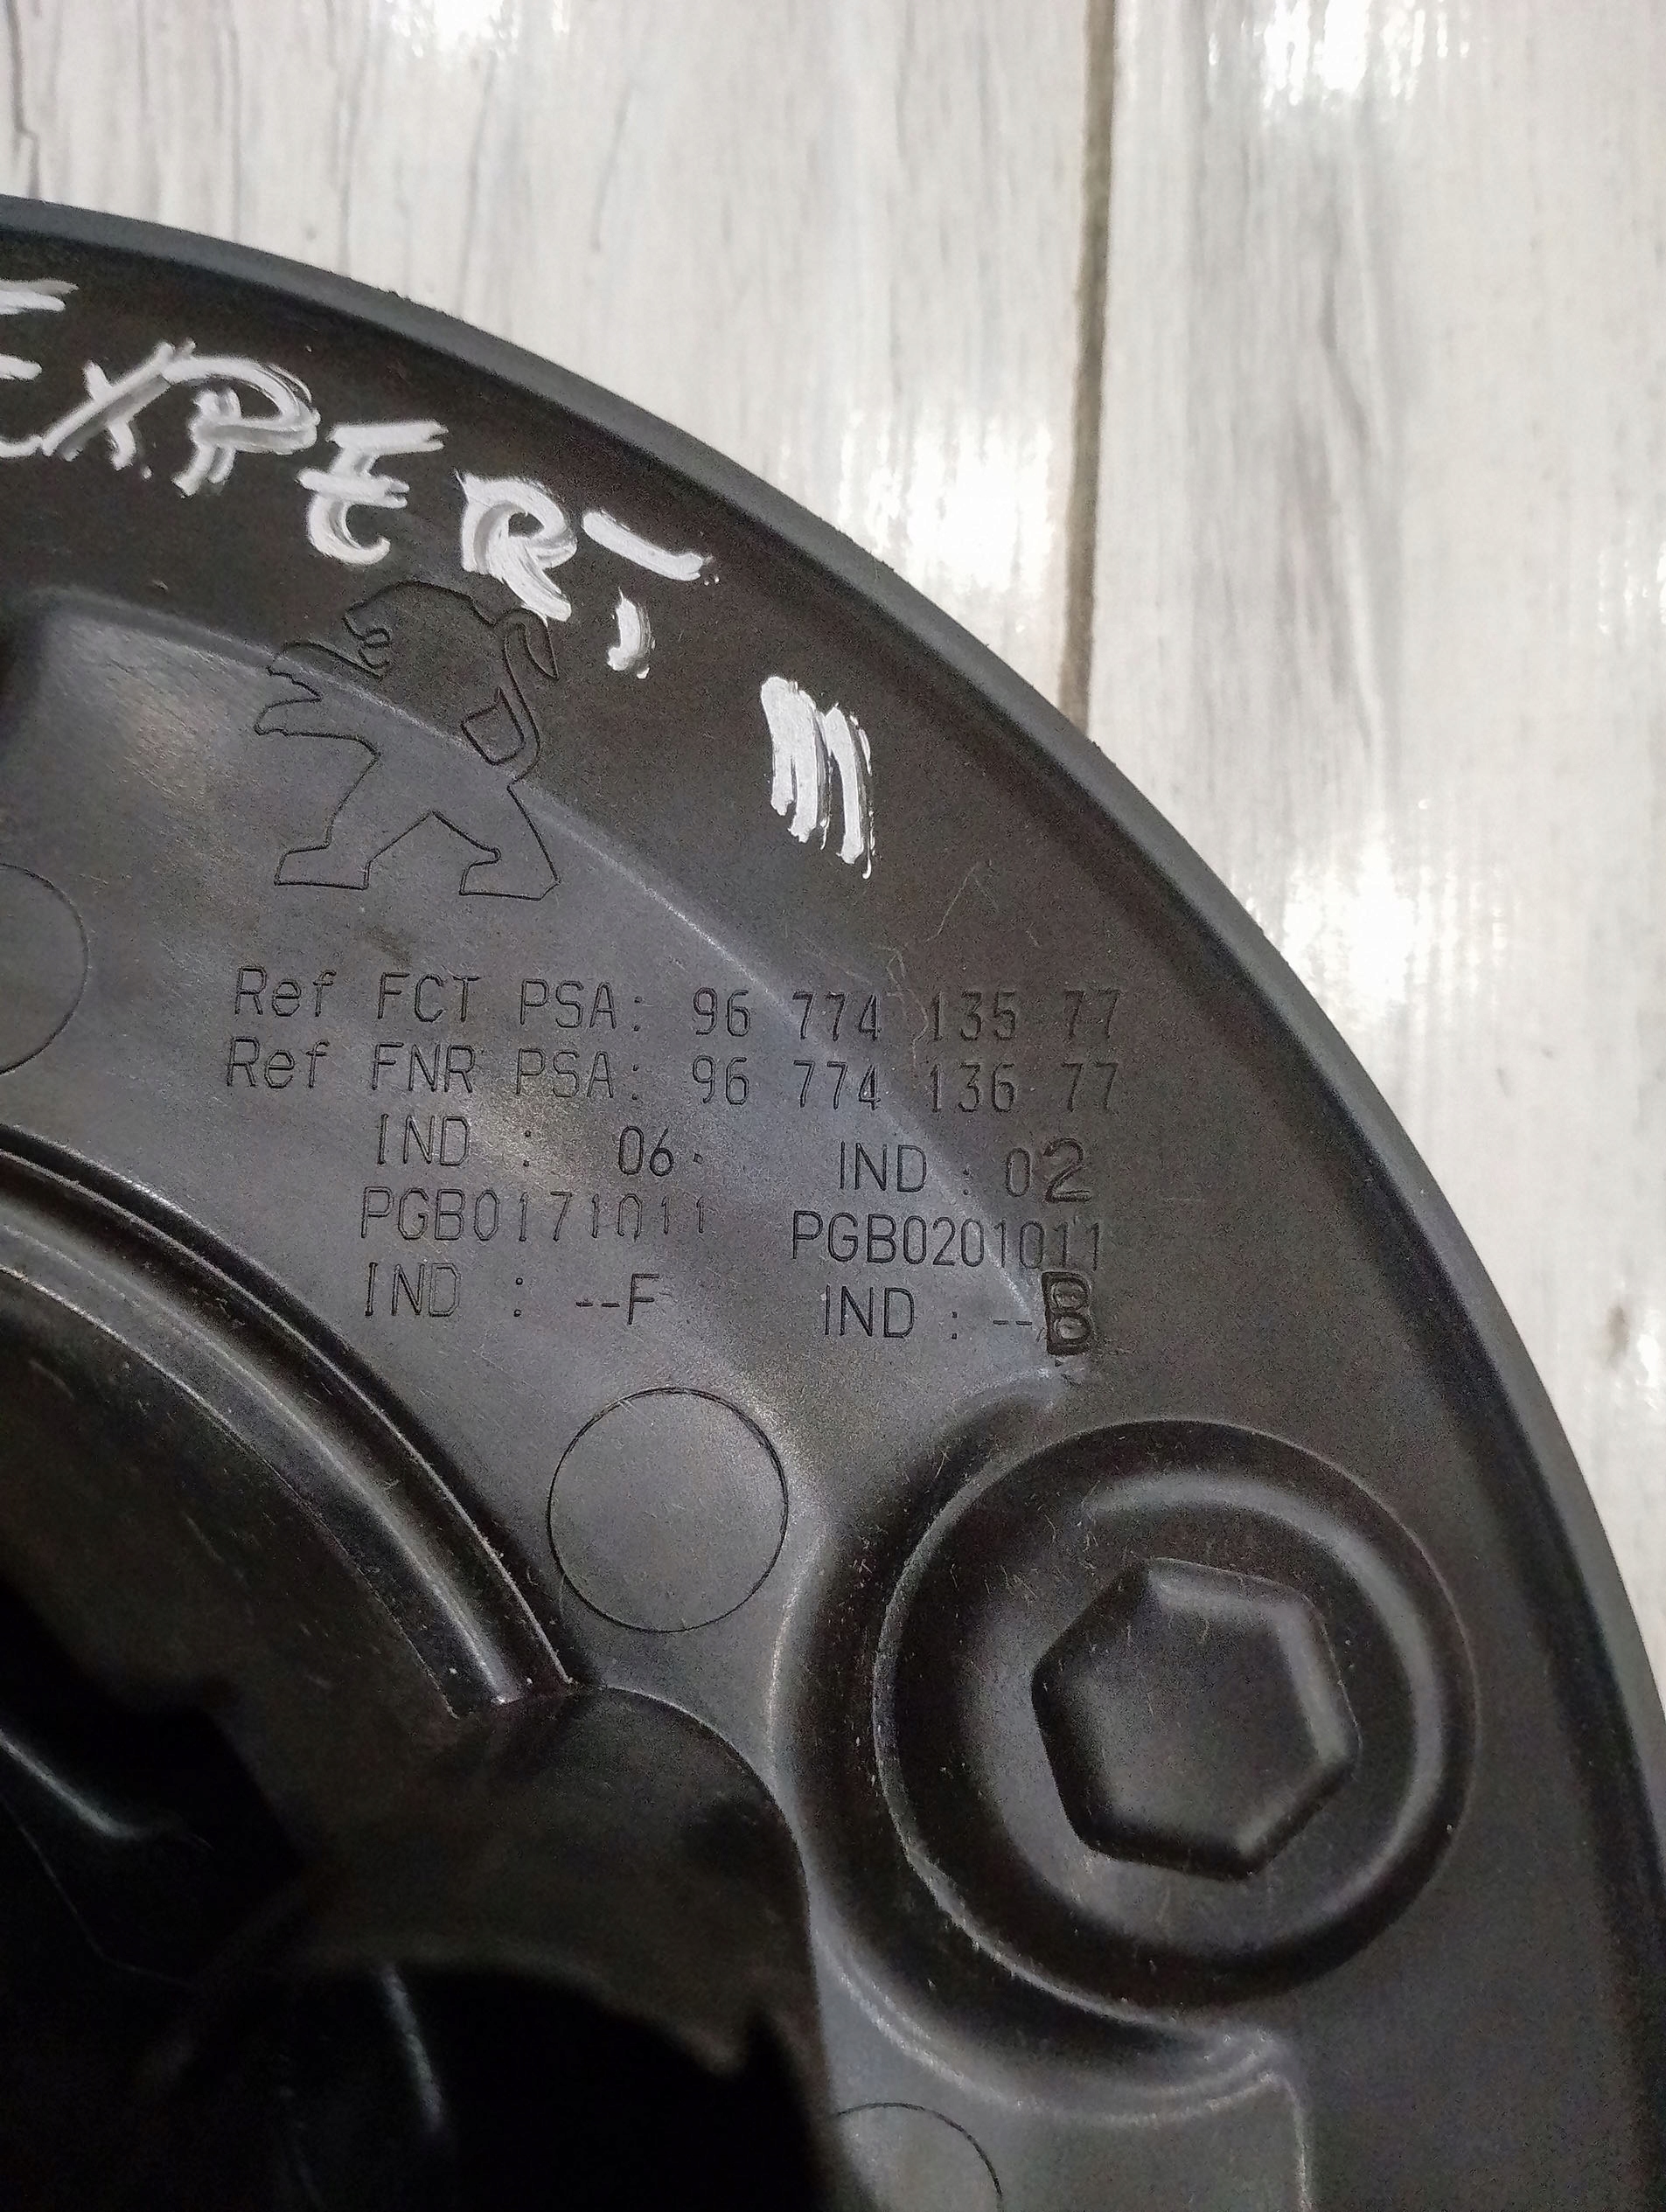 EXPERT III
Ref FCT PSA: 96 774 135 77
Ref FNR PSA: 96 774 136 77
IND : 06 IND : 02
PGB0171011 PGB0201011
IND : --F IND : --B